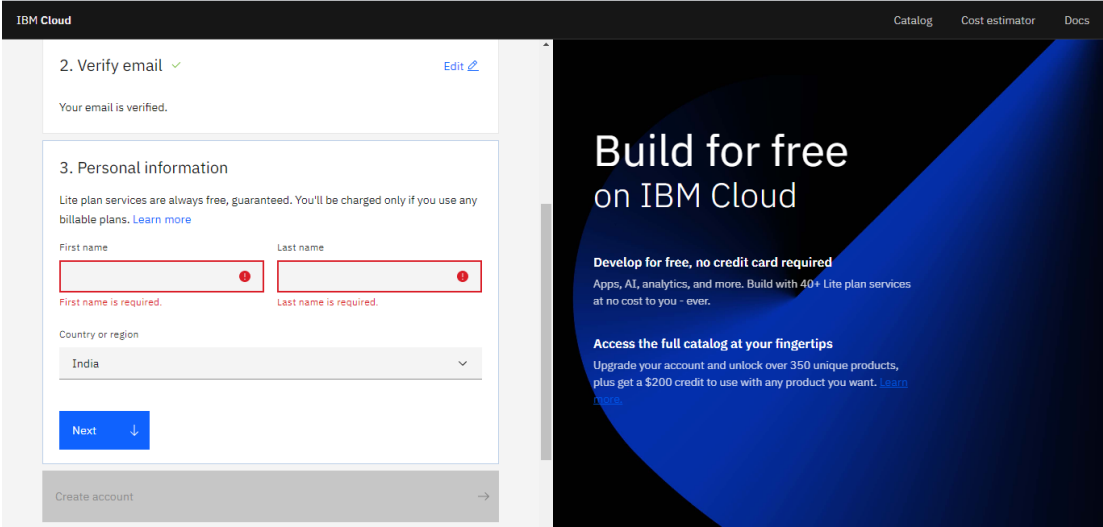 IBM Cloud
Catalog
Cost estimator
Docs
2. Verify email
Edit
Your email is verified.
3. Personal information
Lite plan services are always free, guaranteed. You'll be charged only if you use any
billable plans. Learn more
First name
Last name
First name is required.
Last name is required.
Country or region
India
Next
Create account
Build for free
on IBM Cloud
Develop for free, no credit card required
Apps, AI, analytics, and more. Build with 40+ Lite plan services
at no cost to you - ever.
Access the full catalog at your fingertips
Upgrade your account and unlock over 350 unique products,
plus get a $200 credit to use with any product you want. Learn
more.